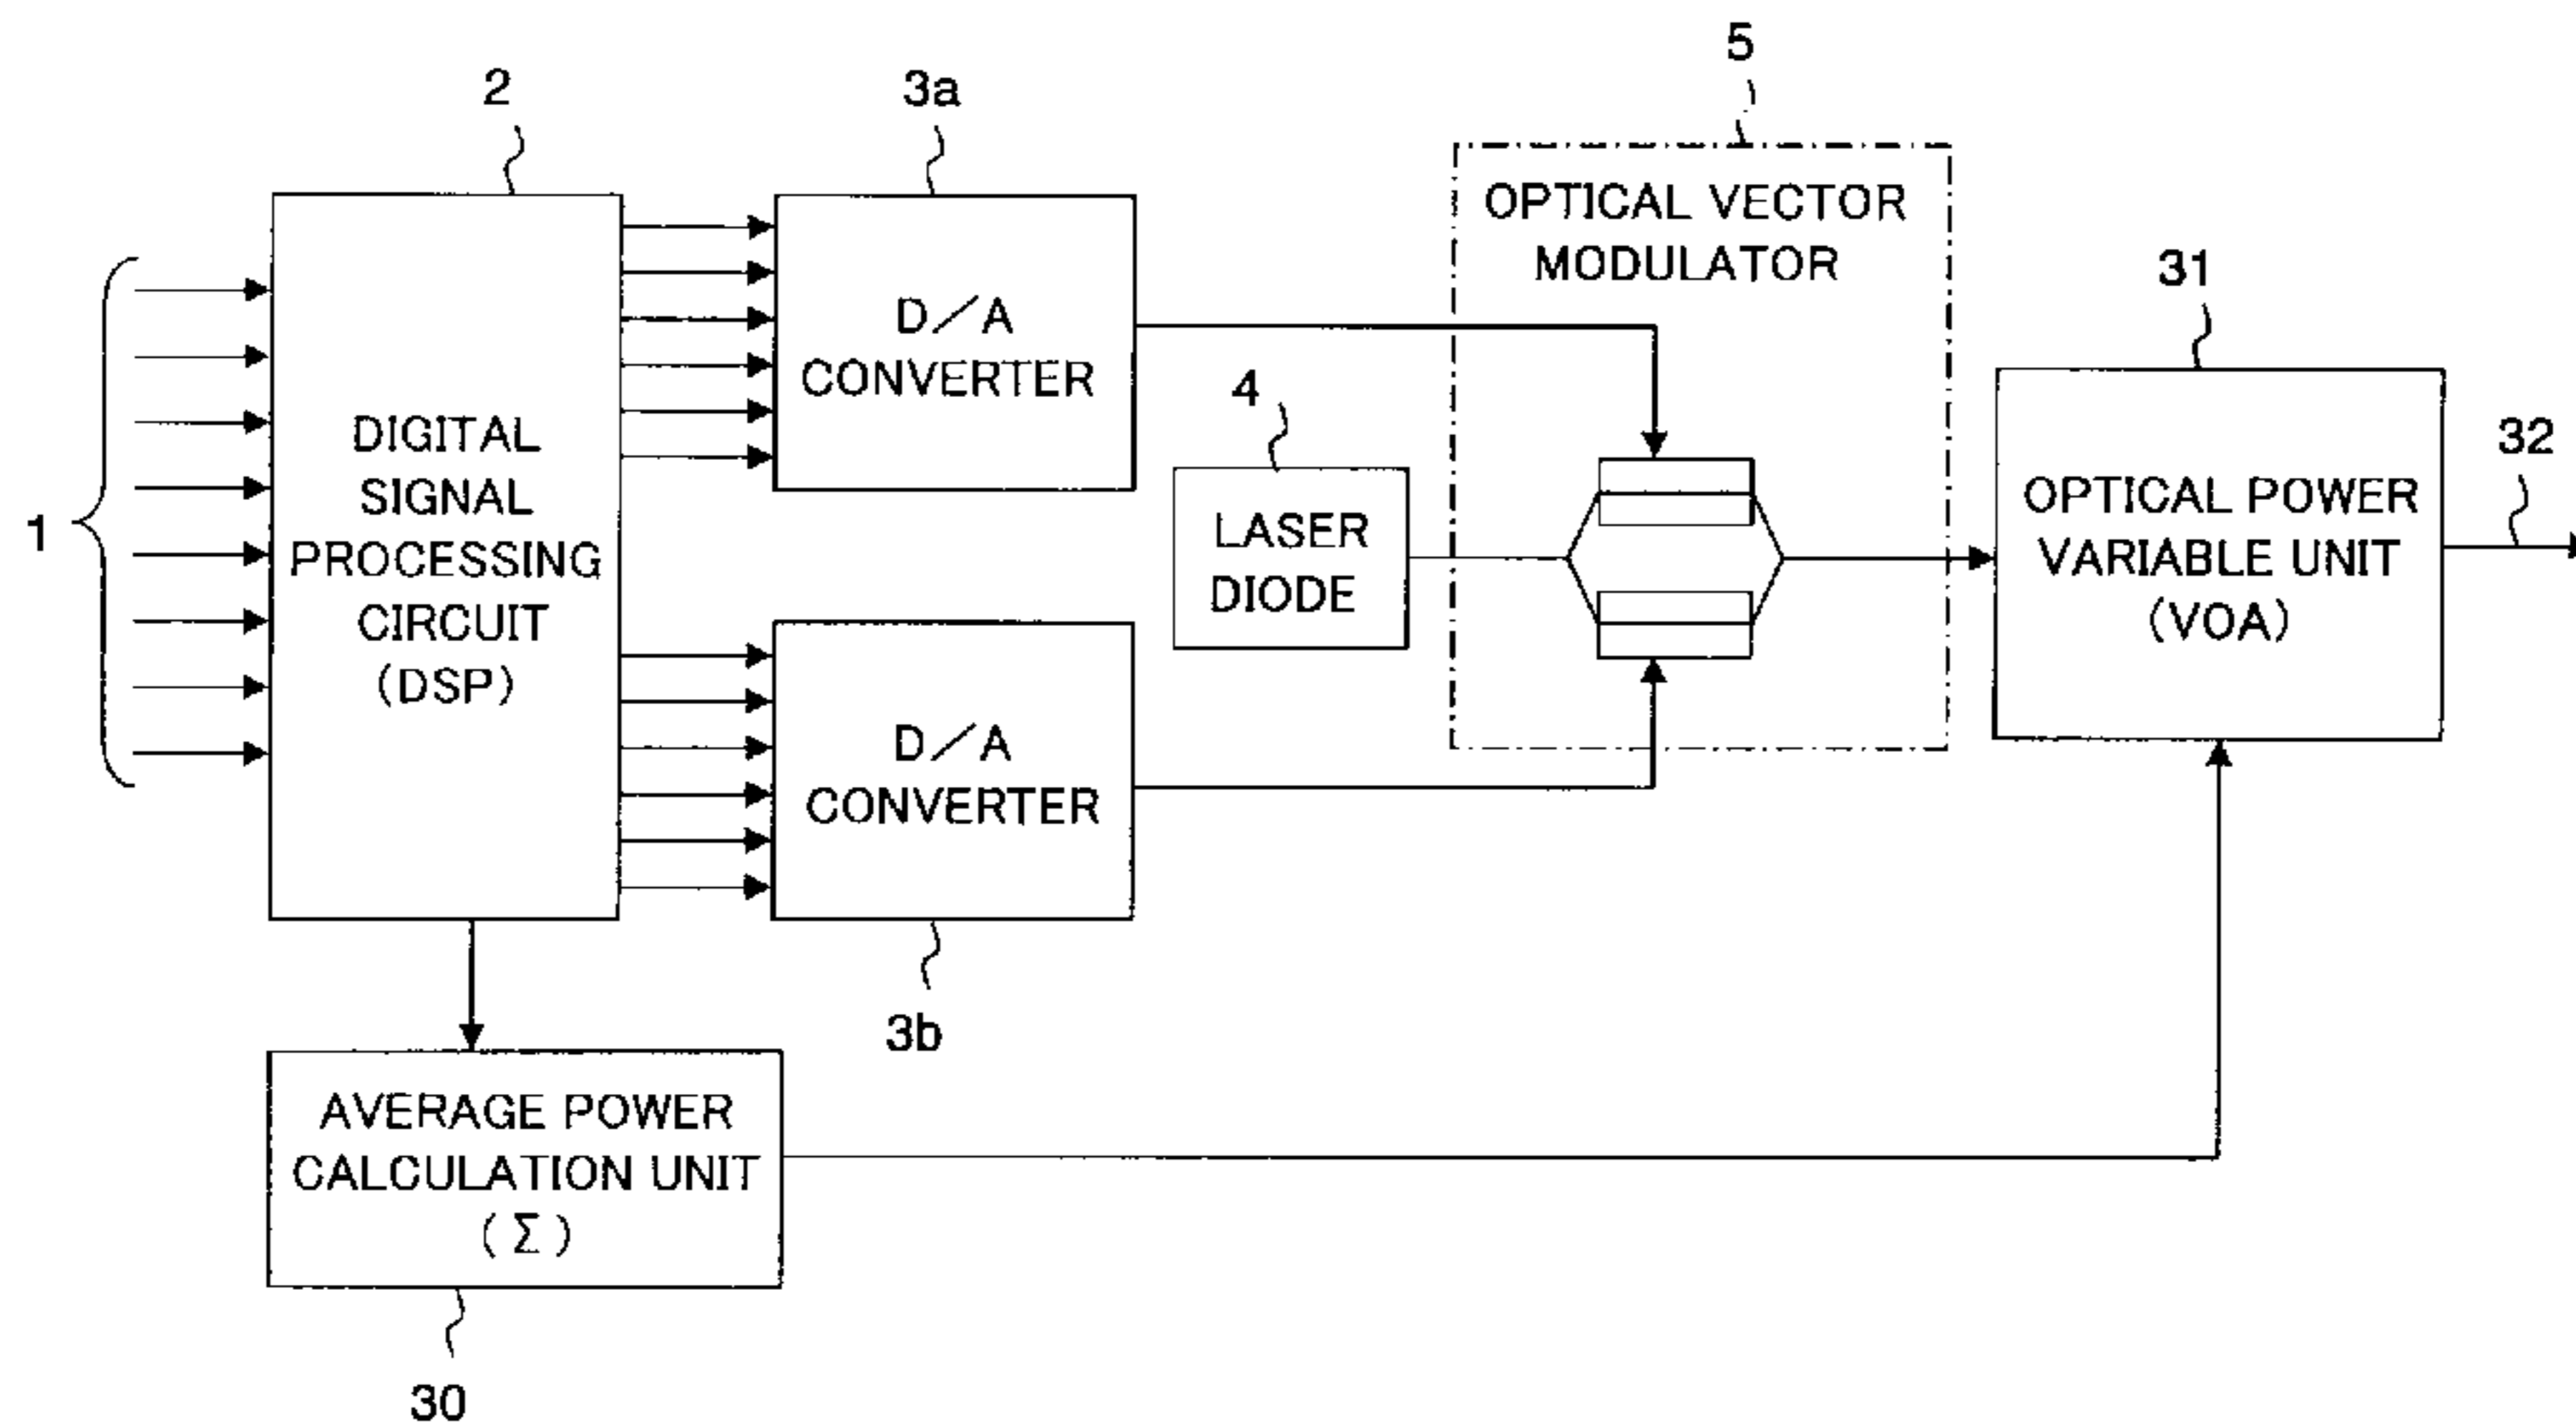 5
2
3a
OPTICAL VECTOR
MODULATOR
31
D/A
CONVERTER
4
32
DIGITAL
SIGNAL
PROCESSING
CIRCUIT
(DSP)
1
LASER
DIODE
OPTICAL POWER
VARIABLE UNIT
(VOA)
D/A
CONVERTER
3b
AVERAGE POWER
CALCULATION UNIT
(Σ)
30